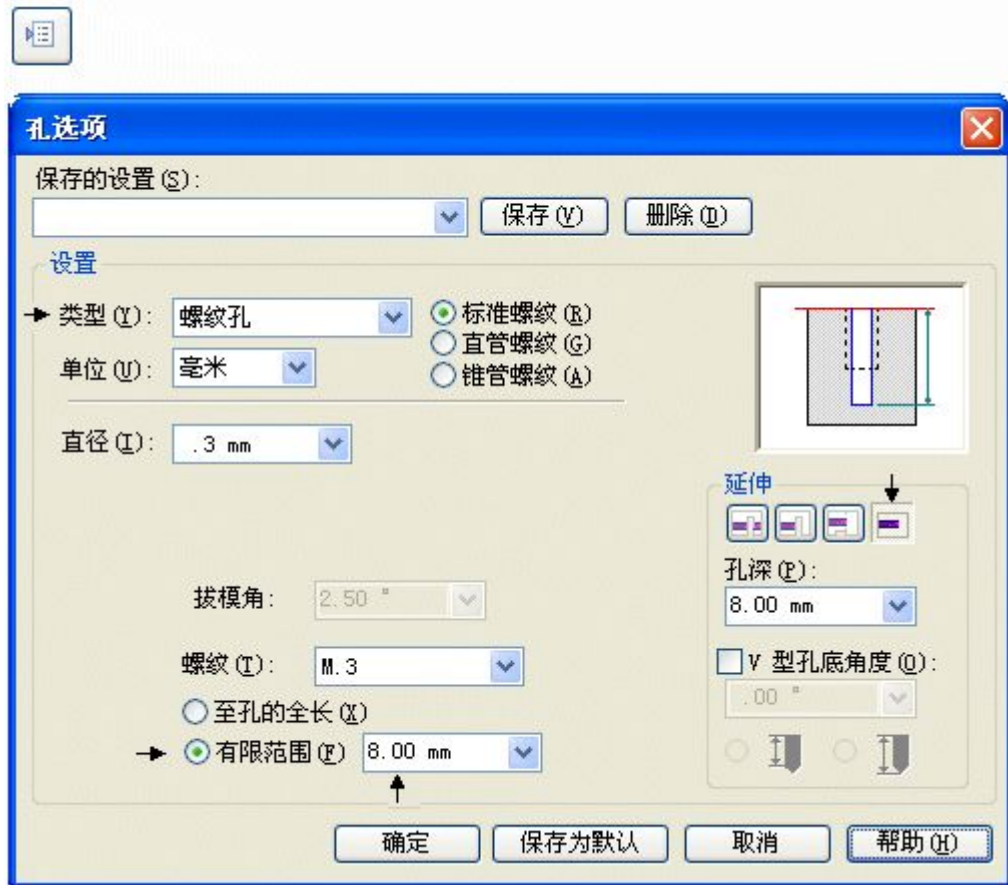 孔选项
保存的设置(S):
保存(V) 删除(D)
设置
类型(Y): 螺纹孔
标准螺纹(R)
直管螺纹(G)
锥管螺纹(A)
单位(U): 毫米
直径(I): .3 mm
延伸
孔深(P):
8.00 mm
拔模角: 2.50 °
螺纹(T): M.3
V 型孔底角度(O):
.00 °
至孔的全长(X)
有限范围(F) 8.00 mm
确定 保存为默认 取消 帮助(H)